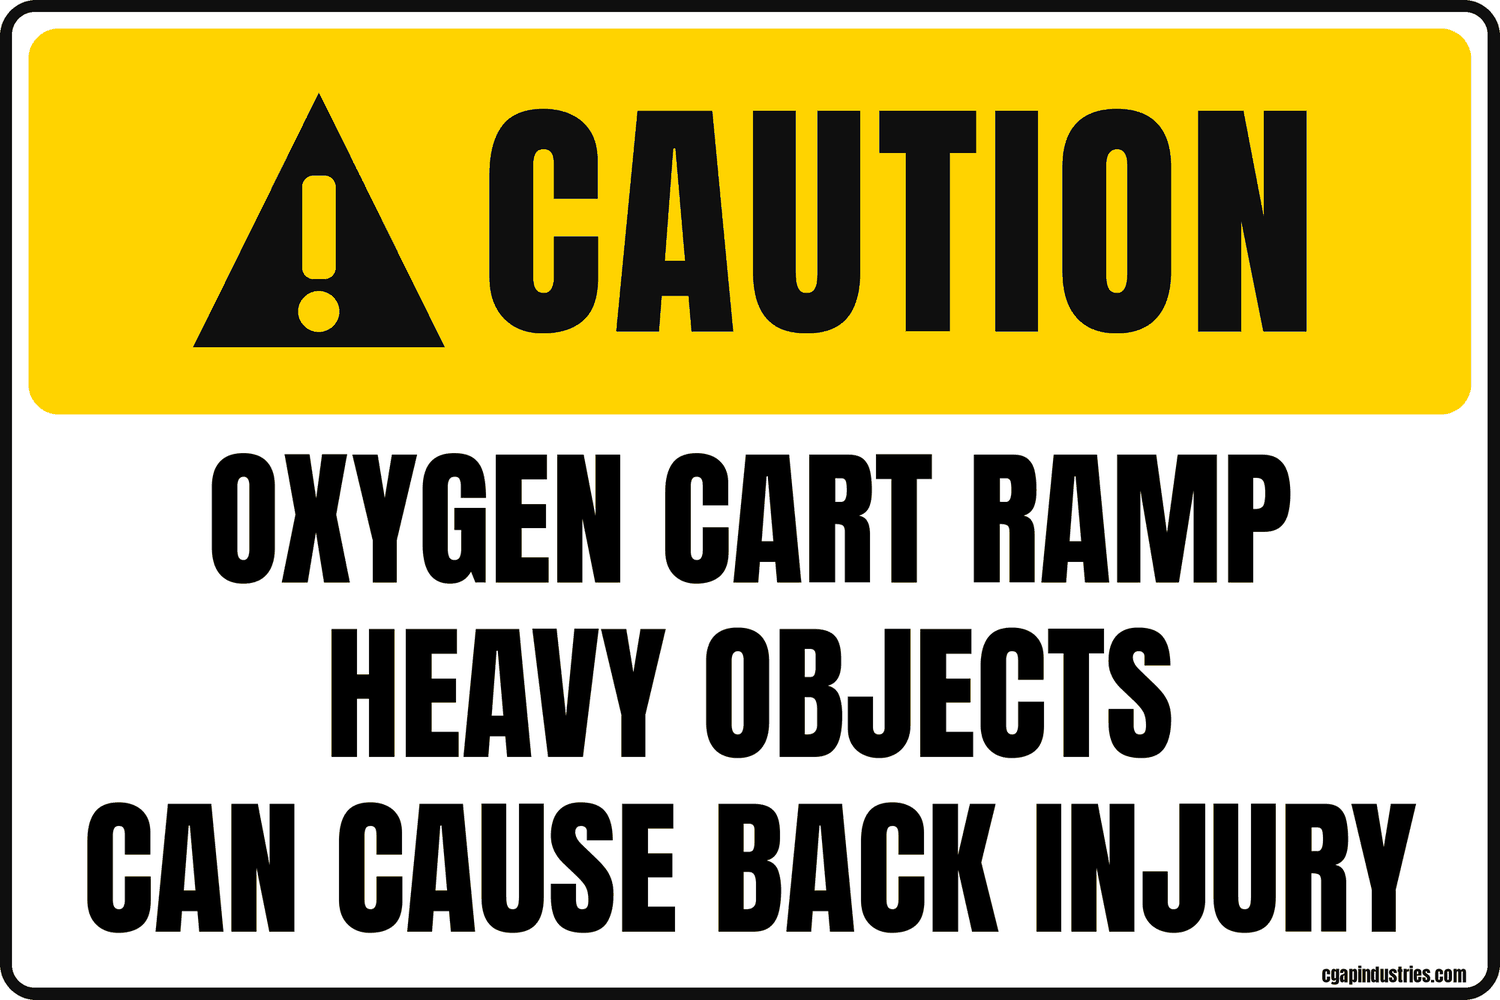 CAUTION
OXYGEN CART RAMP
HEAVY OBJECTS
CAN CAUSE BACK INJURY
cgapindustries.com